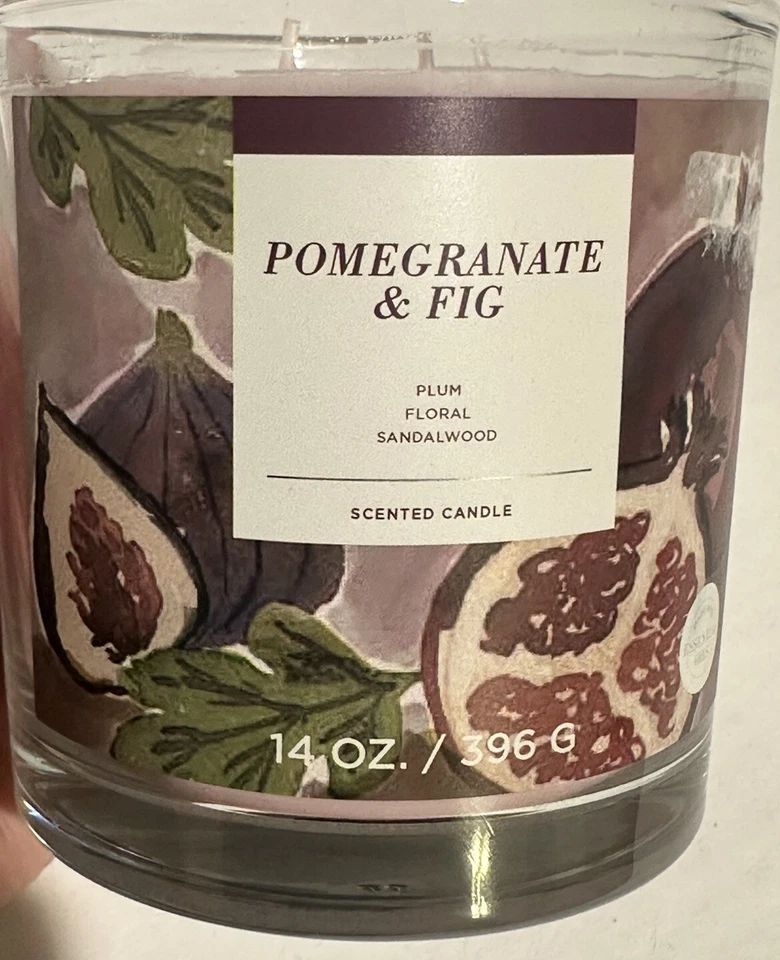 POMEGRANATE
& FIG
PLUM
FLORAL
SANDALWOOD
SCENTED CANDLE
14 OZ. / 396 G